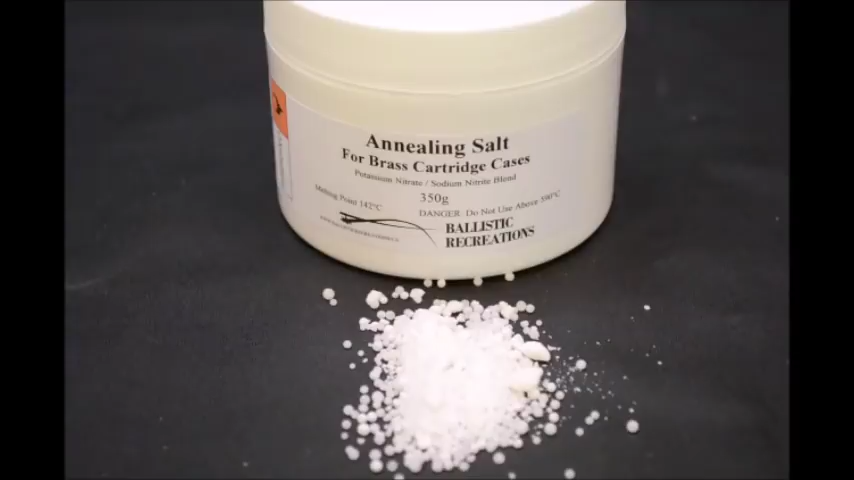 Annealing Salt
For Brass Cartridge Cases
Potassium Nitrate / Sodium Nitrite Blend
350g
Melting Point 142°C
DANGER: Do Not Use Above 590°C
BALLISTIC
RECREATIONS